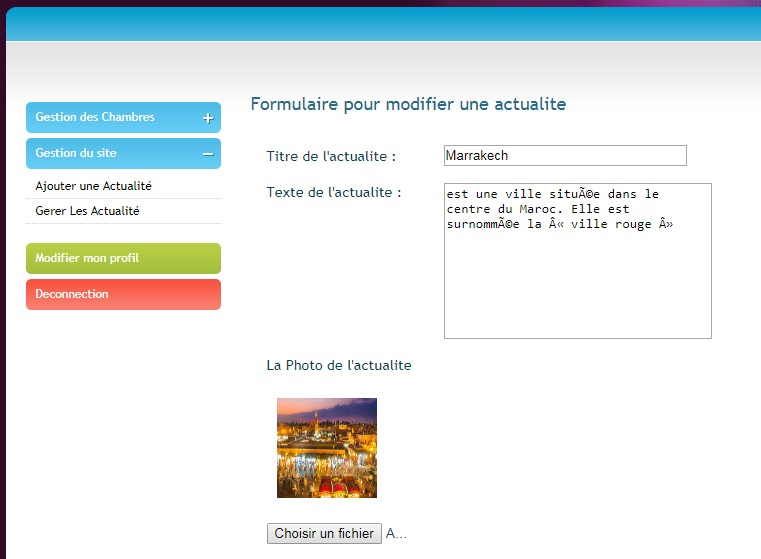 Formulaire pour modifier une actualite
Gestion des Chambres
Gestion du site
Ajouter une Actualité
Gerer Les Actualité
Modifier mon profil
Deconnection
Titre de l'actualite :
Marrakech
Texte de l'actualite :
est une ville situÃ©e dans le
centre du Maroc. Elle est
surnommÃ©e la Â« ville rouge Â»
La Photo de l'actualite
Choisir un fichier A...